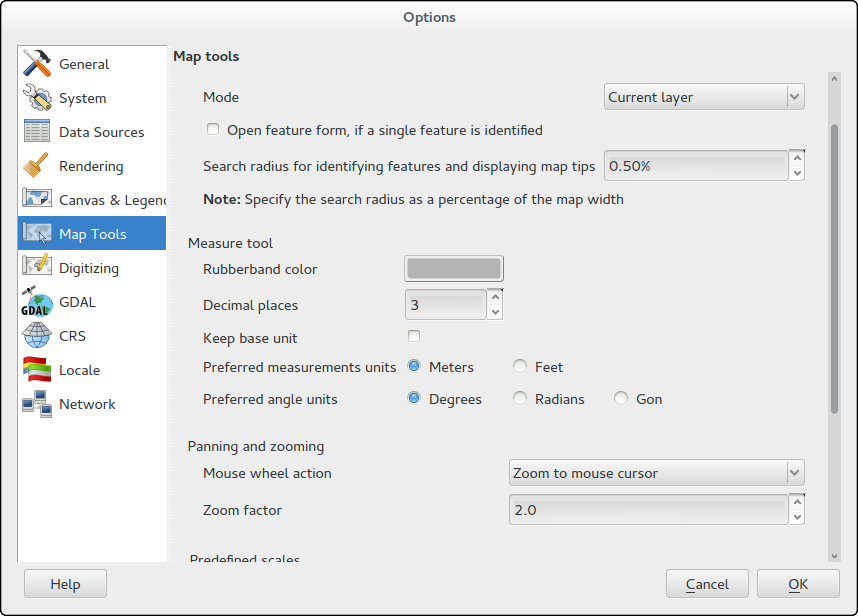 Options
General
System
Data Sources
Rendering
Canvas & Legen
Map Tools
Digitizing
GDAL
GDAL
CRS
Locale
Network
Map tools
Mode
Current layer
Open feature form, if a single feature is identified
Search radius for identifying features and displaying map tips
0.50%
Note: Specify the search radius as a percentage of the map width
Measure tool
Rubberband color
Decimal places
3
Keep base unit
Preferred measurements units
Meters
Feet
Preferred angle units
Degrees
Radians
Gon
Panning and zooming
Mouse wheel action
Zoom to mouse cursor
Zoom factor
2.0
Predefined scales
Help
Cancel
OK